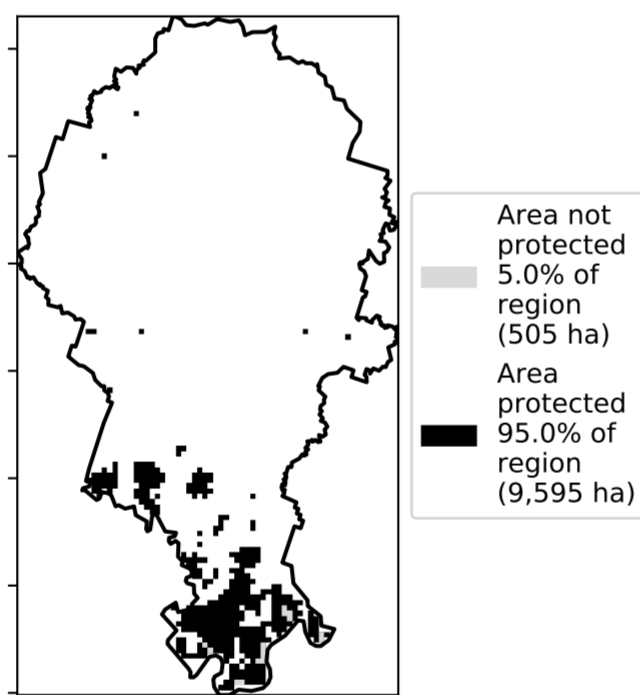 Area not
protected
5.0% of
region
(505 ha)
Area
protected
95.0% of
region
(9,595 ha)